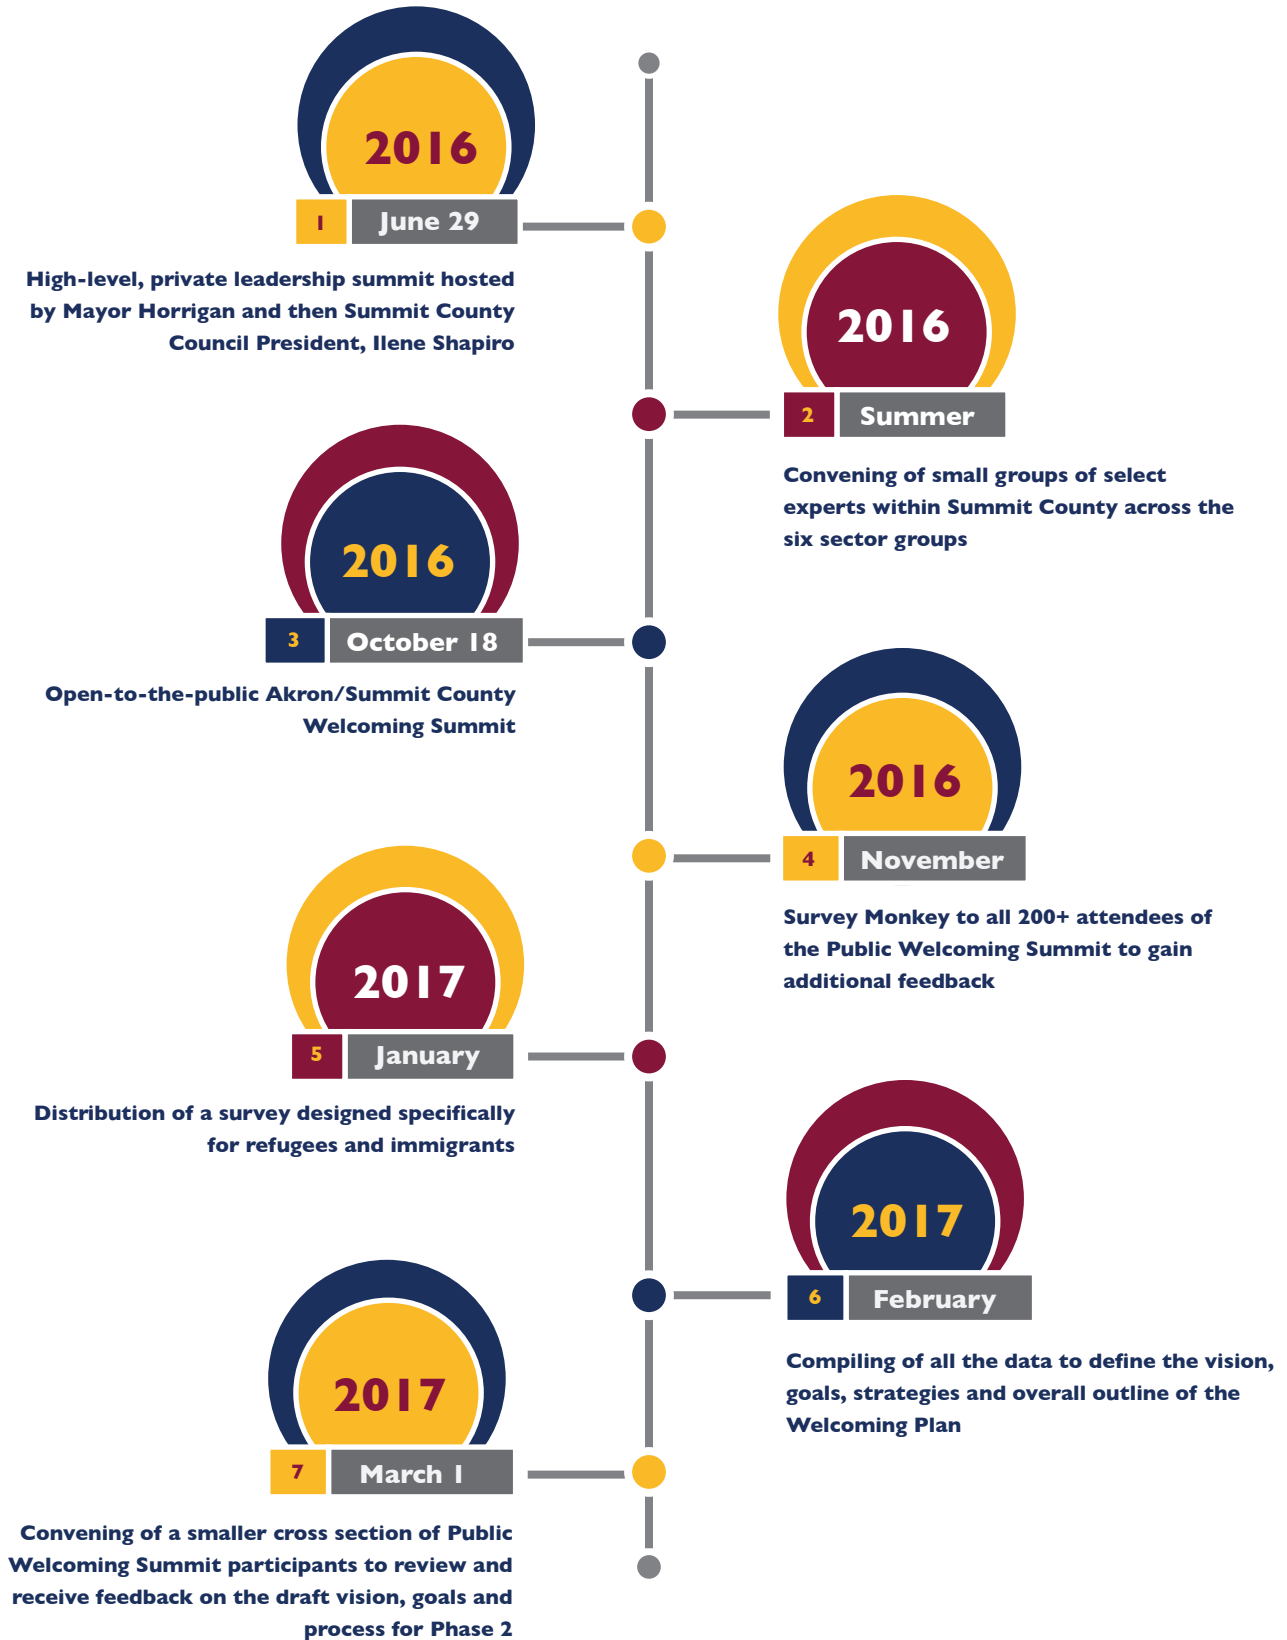 2016
1 June 29
High-level, private leadership summit hosted
by Mayor Horrigan and then Summit County
Council President, Ilene Shapiro
2016
2 Summer
Convening of small groups of select
experts within Summit County across the
six sector groups
2016
3 October 18
Open-to-the-public Akron/Summit County
Welcoming Summit
2016
4 November
Survey Monkey to all 200+ attendees of
the Public Welcoming Summit to gain
additional feedback
2017
5 January
Distribution of a survey designed specifically
for refugees and immigrants
2017
6 February
Compiling of all the data to define the vision,
goals, strategies and overall outline of the
Welcoming Plan
2017
7 March 1
Convening of a smaller cross section of Public
Welcoming Summit participants to review and
receive feedback on the draft vision, goals and
process for Phase 2